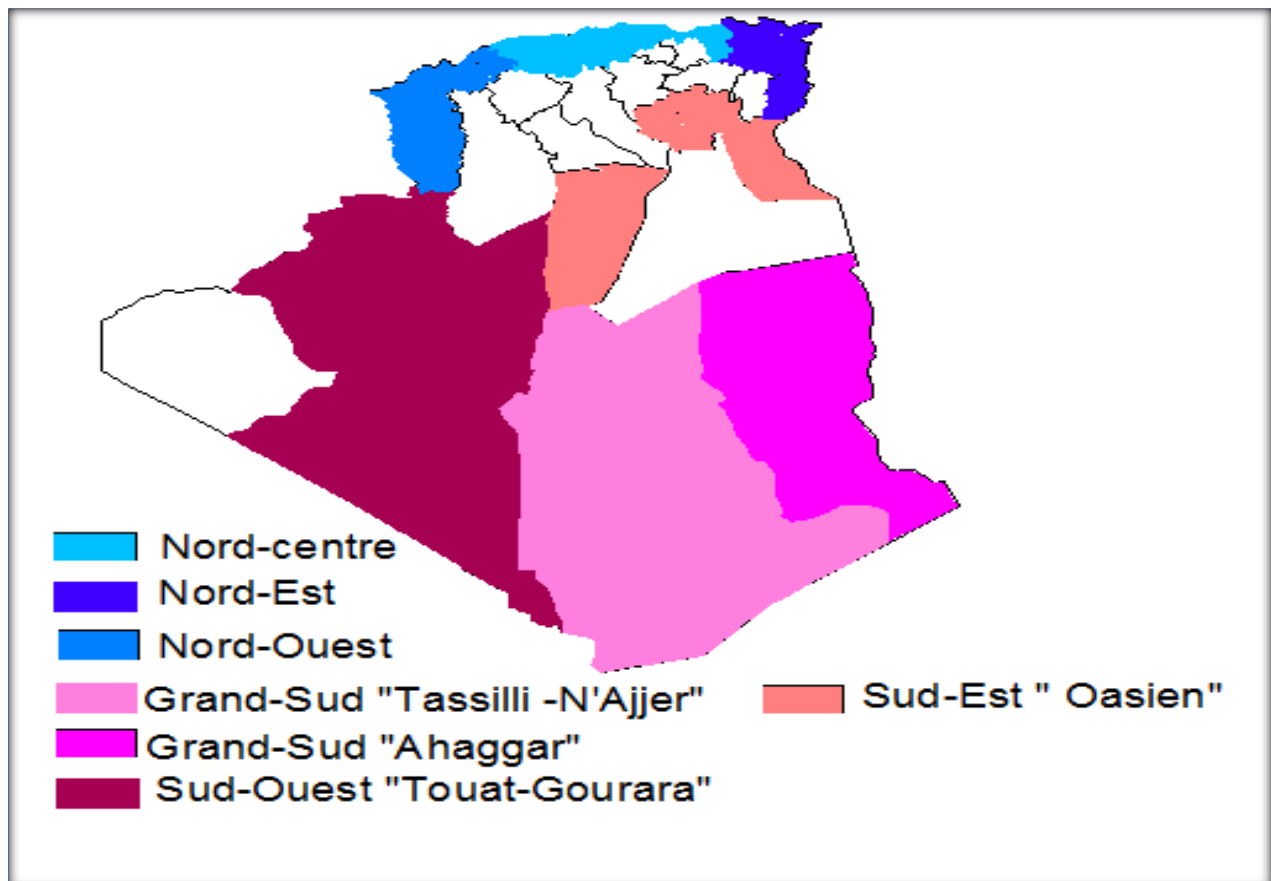 Nord-centre
Nord-Est
Nord-Ouest
Grand-Sud "Tassilli -N'Ajjer"
Sud-Est " Oasien"
Grand-Sud "Ahaggar"
Sud-Ouest "Touat-Gourara"